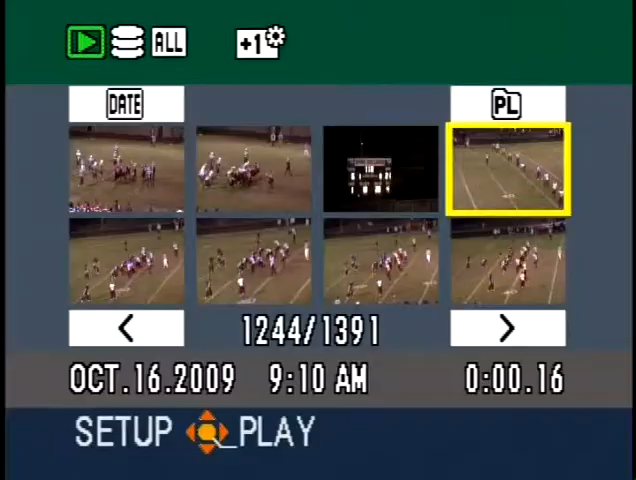 ALL +1
DATE PL
< 1244/1391 >
OCT.16.2009 9:10 AM 0:00.16
SETUP PLAY